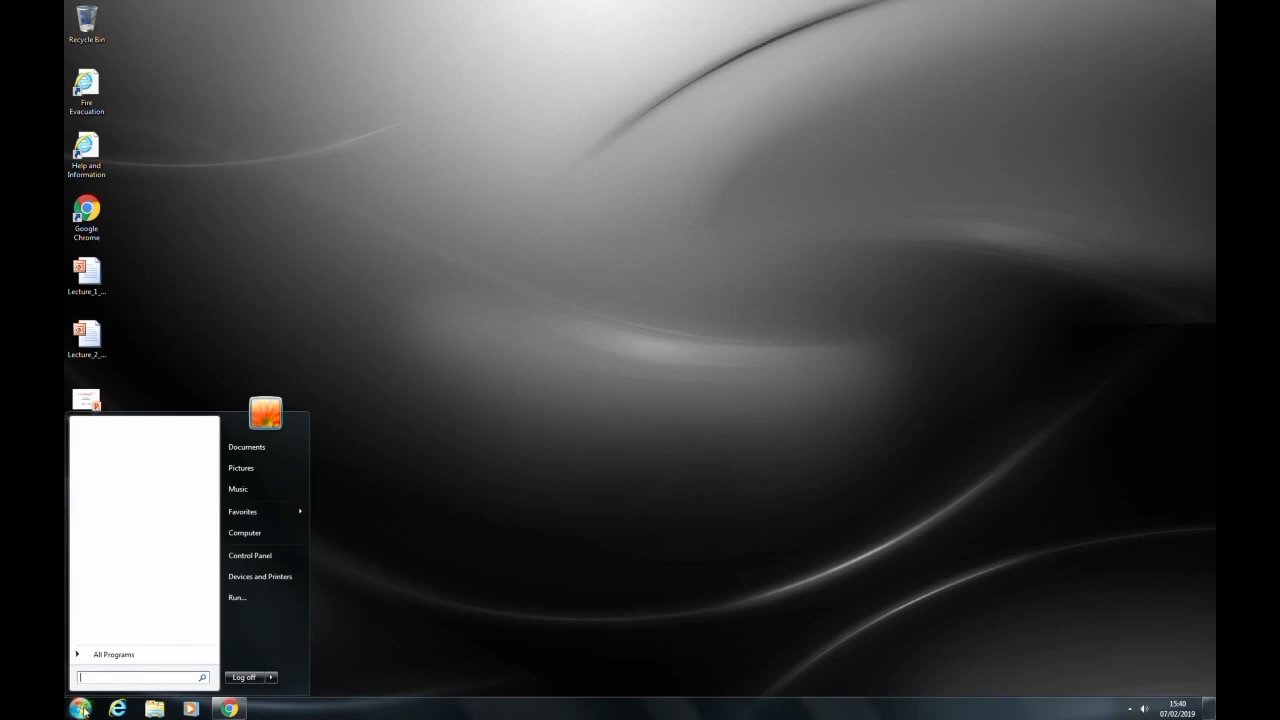 Recycle Bin
Fire
Evacuation
Help and
Information
Google
Chrome
Lecture_1_...
Lecture_2_...
Documents
Pictures
Music
Favorites
Computer
Control Panel
Devices and Printers
Run...
All Programs
Log off
15:40
07/02/2019